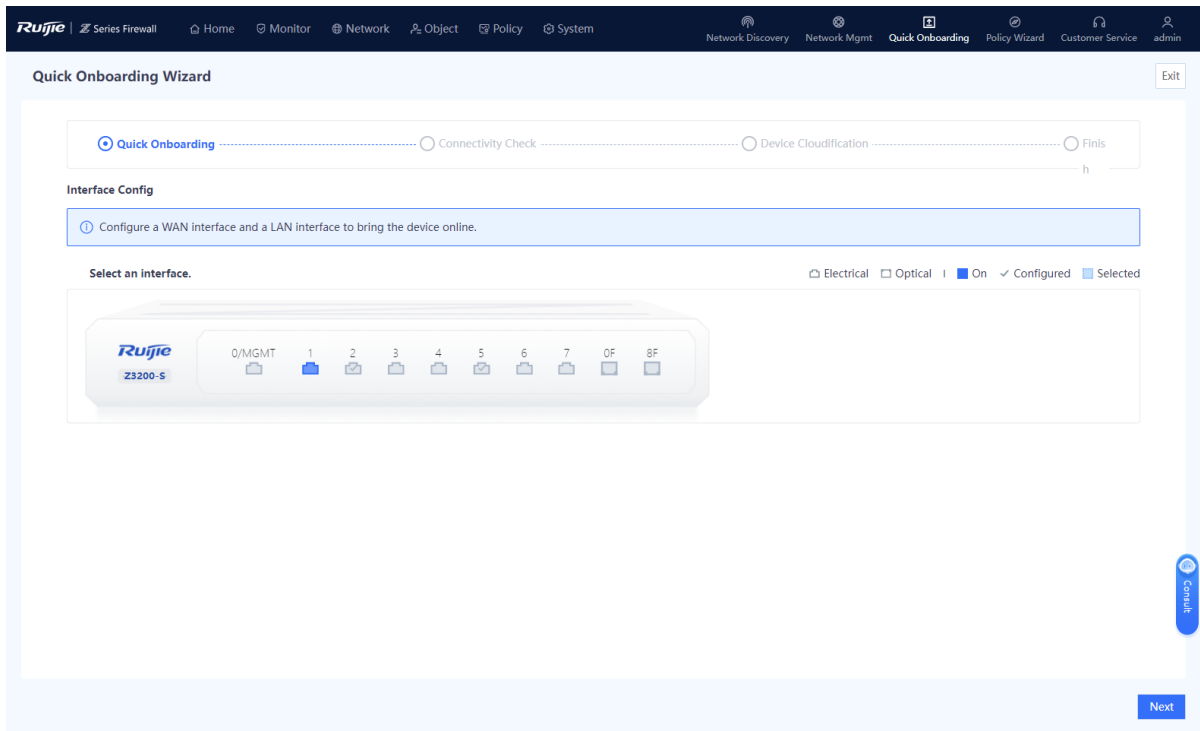 Ruijie | Z Series Firewall Home Monitor Network Object Policy System Network Discovery Network Mgmt Quick Onboarding Policy Wizard Customer Service admin
Quick Onboarding Wizard Exit
Quick Onboarding Connectivity Check Device Cloudification Finis
h
Interface Config
Configure a WAN interface and a LAN interface to bring the device online.
Select an interface. Electrical Optical | On Configured Selected
Ruijie 0/MGMT 1 2 3 4 5 6 7 0F 8F
Z3200-S
Consult
Next